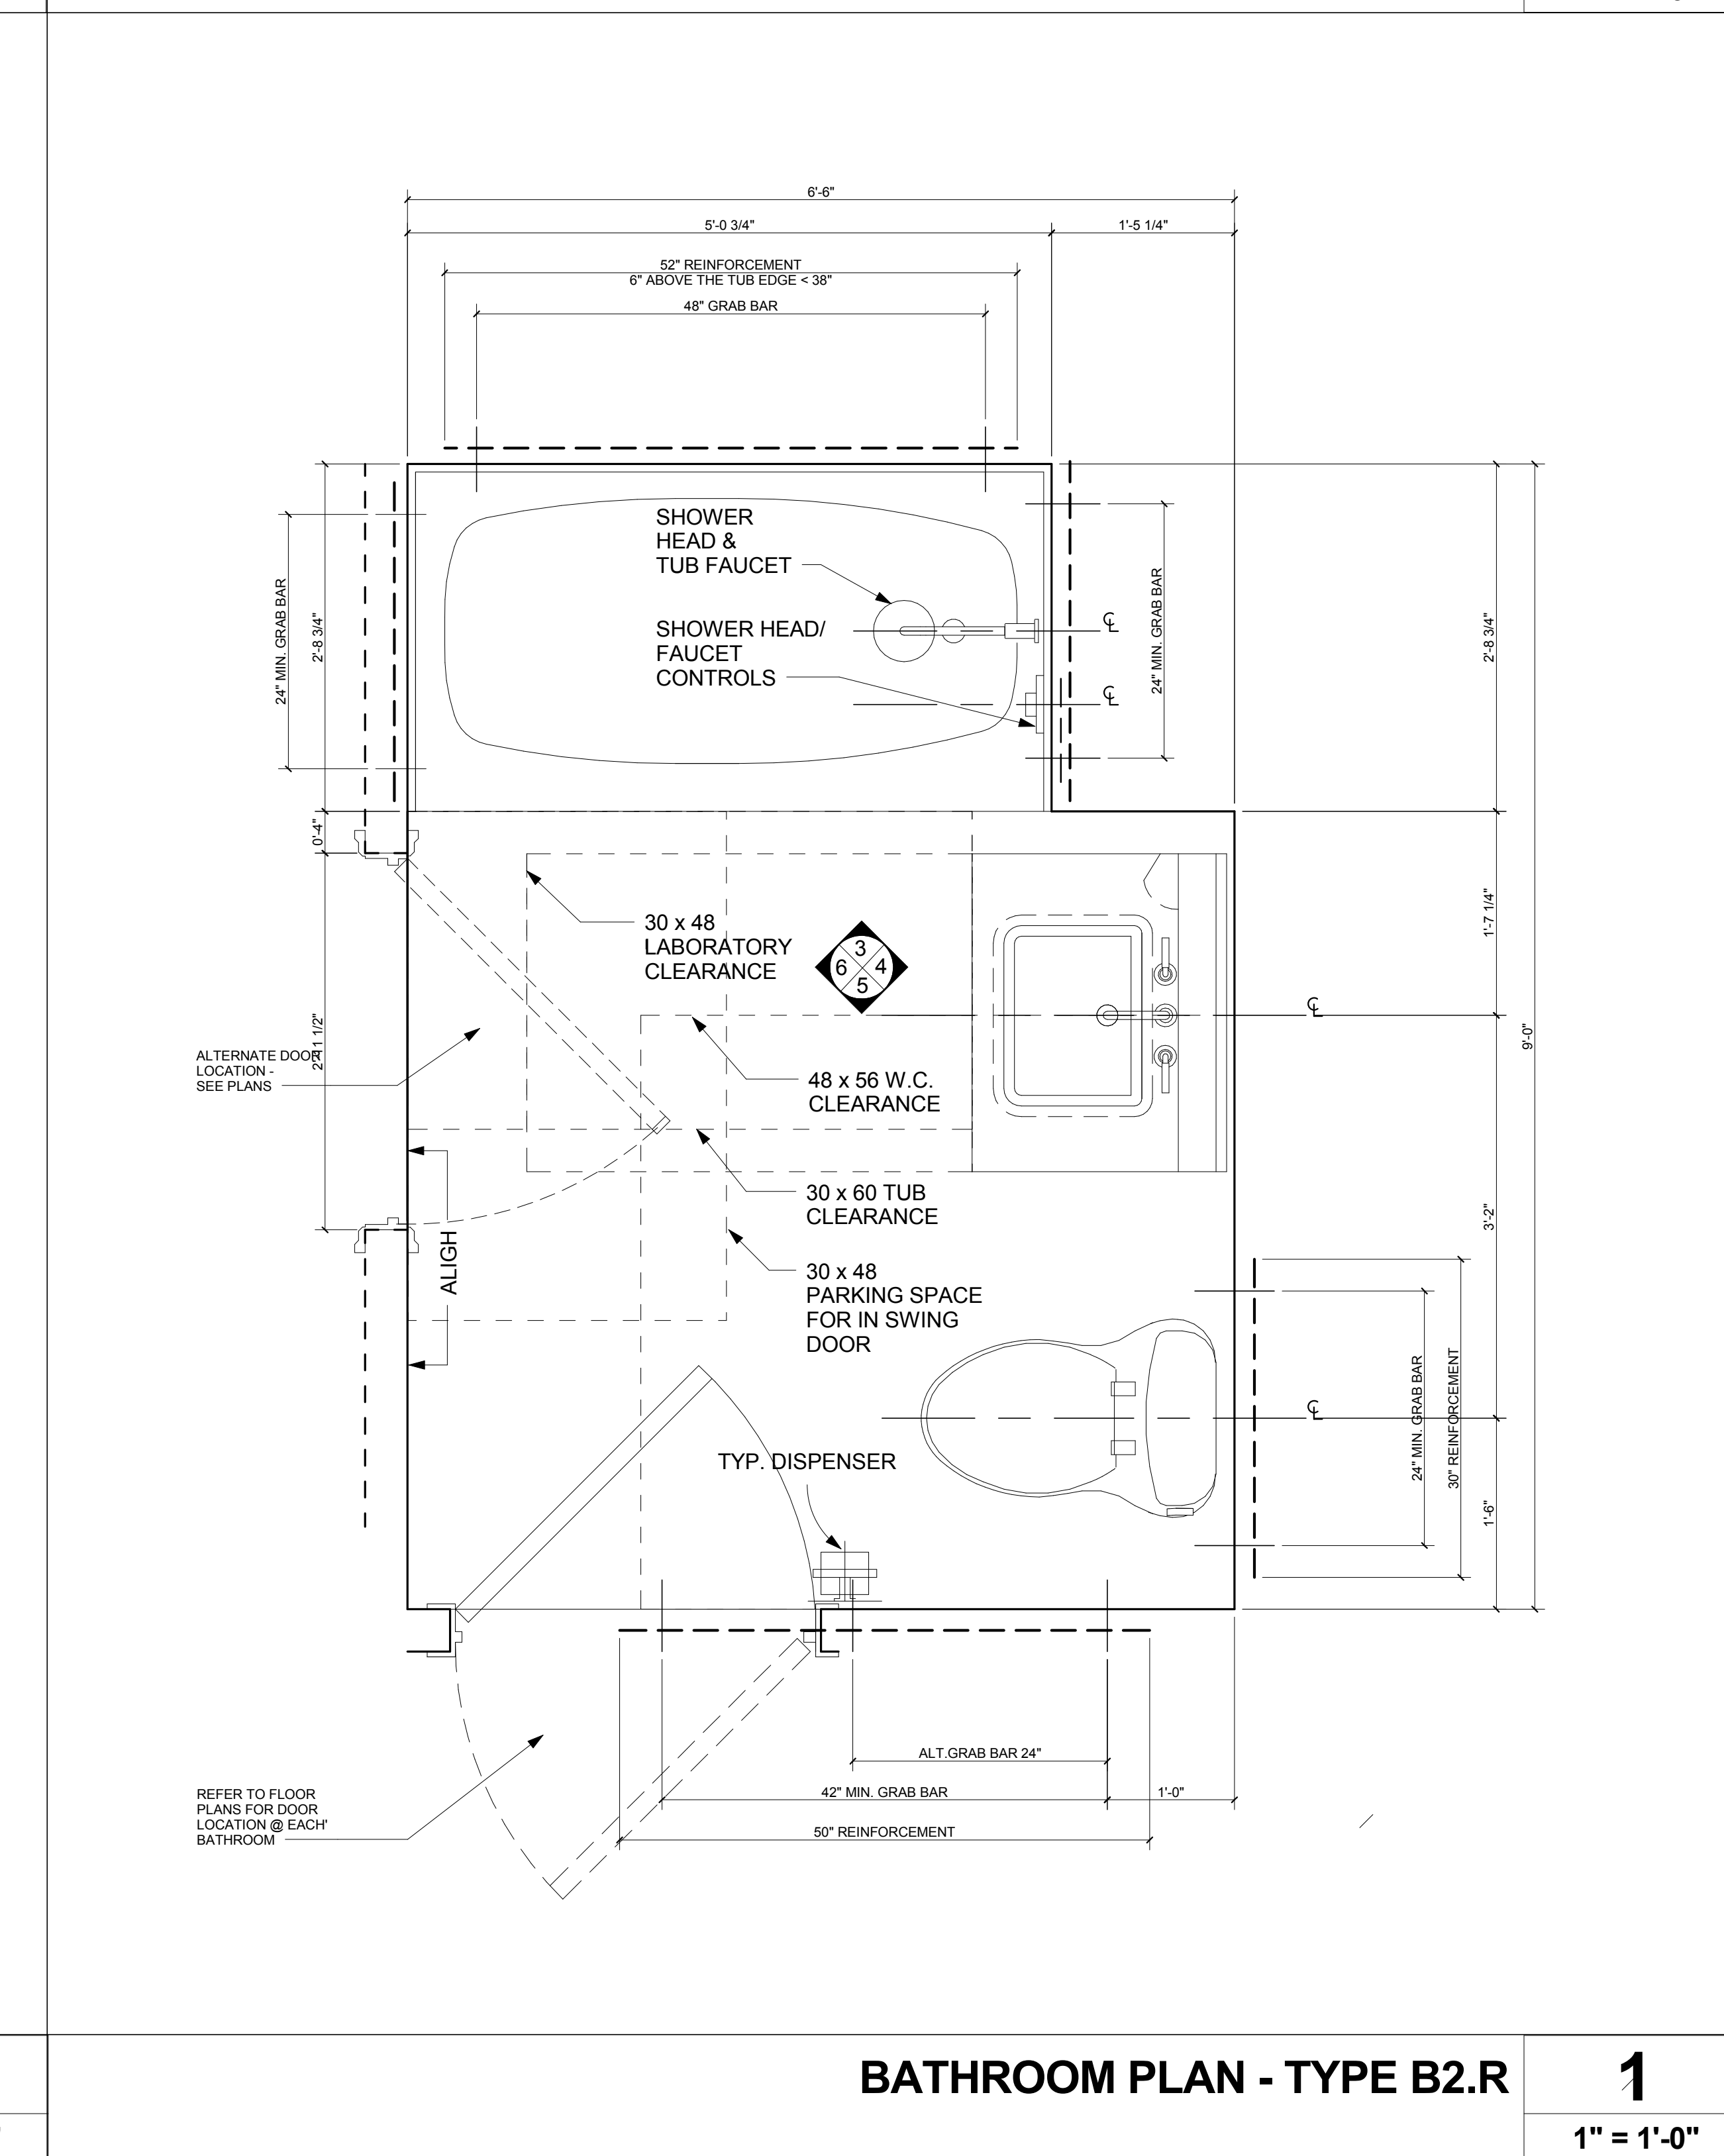 6'-6"
5'-0 3/4"
1'-5 1/4"
52" REINFORCEMENT
6" ABOVE THE TUB EDGE < 38"
48" GRAB BAR
SHOWER
HEAD &
TUB FAUCET
SHOWER HEAD/
FAUCET
CONTROLS
24" MIN. GRAB BAR
2'-8 3/4"
0'-4"
24" MIN. GRAB BAR
℄
℄
2'-8 3/4"
30 x 48
LABORATORY
CLEARANCE
3
6
4
5
1'-7 1/4"
℄
9'-0"
ALTERNATE DOOR
LOCATION -
SEE PLANS
2'-11 1/2"
48 x 56 W.C.
CLEARANCE
30 x 60 TUB
CLEARANCE
ALIGH
30 x 48
PARKING SPACE
FOR IN SWING
DOOR
3'-2"
24" MIN. GRAB BAR
30" REINFORCEMENT
℄
TYP. DISPENSER
1'-6"
ALT.GRAB BAR 24"
42" MIN. GRAB BAR
1'-0"
50" REINFORCEMENT
REFER TO FLOOR
PLANS FOR DOOR
LOCATION @ EACH'
BATHROOM
BATHROOM PLAN - TYPE B2.R
1
1" = 1'-0"